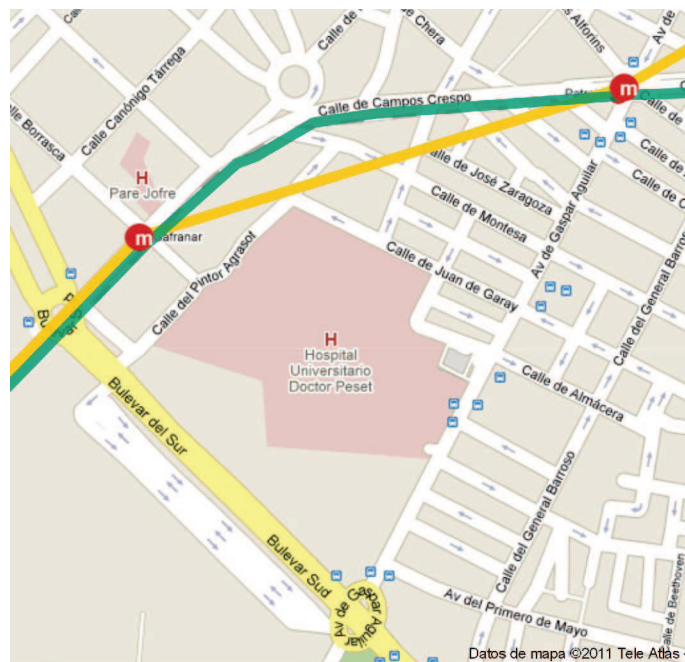 Calle de Chera
Alforins
Av de
Calle Canónigo Tárrega
Calle Borrasca
Calle de Campos Crespo
m
Calle de
H
Pare Jofre
Calle de José Zaragoza
Calle de Montesa
Av de Gaspar Aguilar
m
Safranar
Calle del Pintor Agrasot
Calle de Juan de Garay
Calle del General Barroso
H
Hospital
Universitario
Doctor Peset
Calle de Almácera
Bulevar del Sur
Calle del General Barroso
Bulevar Sud
Av de Gaspar Aguilar
Av del Primero de Mayo
Calle de Beethoven
Datos de mapa ©2011 Tele Atlas -